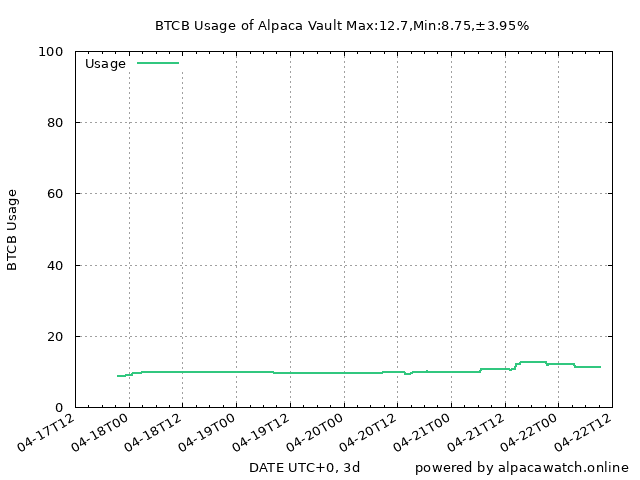 BTCB Usage of Alpaca Vault Max:12.7,Min:8.75,±3.95%
Usage
BTCB Usage
100
80
60
40
20
0
04-17T12
04-18T00
04-18T12
04-19T00
04-19T12
04-20T00
04-20T12
04-21T00
04-21T12
04-22T00
04-22T12
DATE UTC+0, 3d
powered by alpacawatch.online